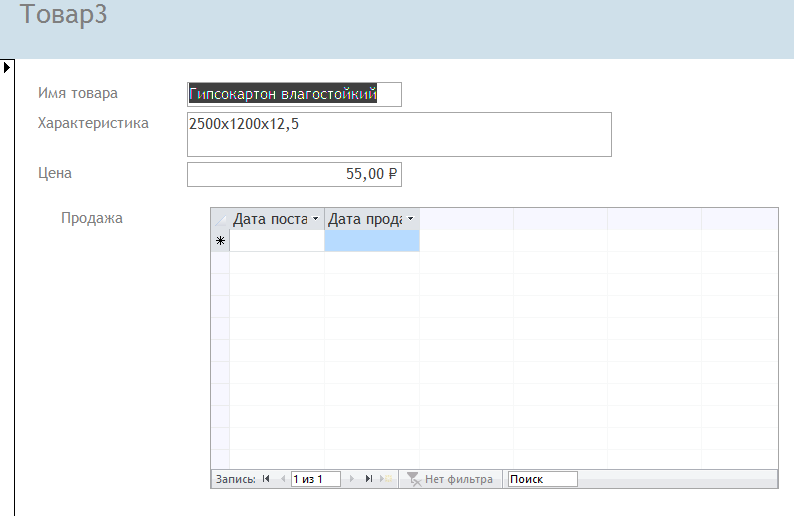 Товар3
Имя товара Гипсокартон влагостойкий
Характеристика 2500х1200х12,5
Цена 55,00 ₽
Продажа Дата поста Дата прода
Запись: 1 из 1 Нет фильтра Поиск